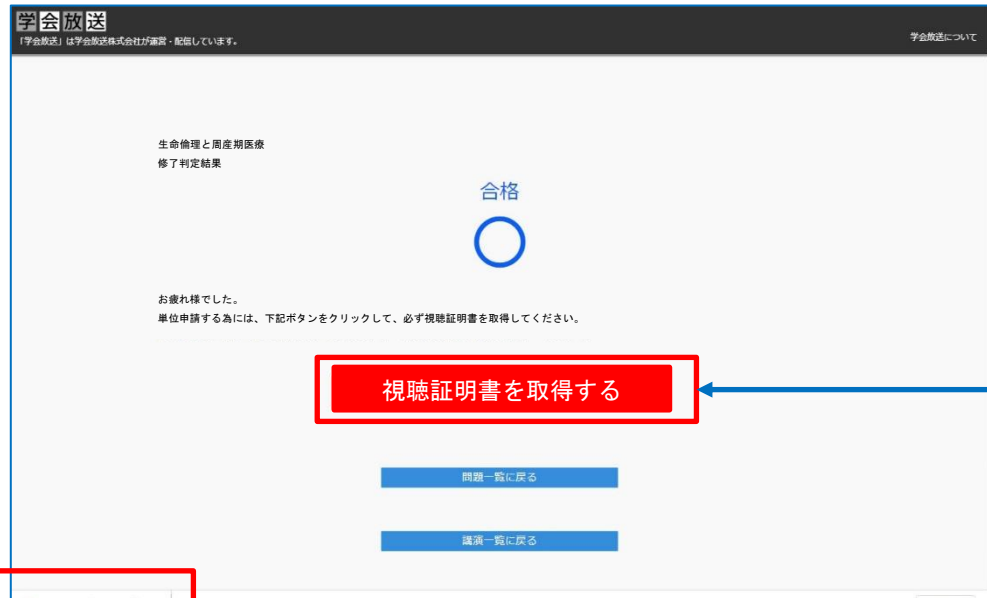 学会放送
「学会放送」は学会放送株式会社が運営・配信しています。
学会放送について
生命倫理と周産期医療
修了判定結果
合格
お疲れ様でした。
単位申請する為には、下記ボタンをクリックして、必ず視聴証明書を取得してください。
視聴証明書を取得する
問題一覧に戻る
講演一覧に戻る